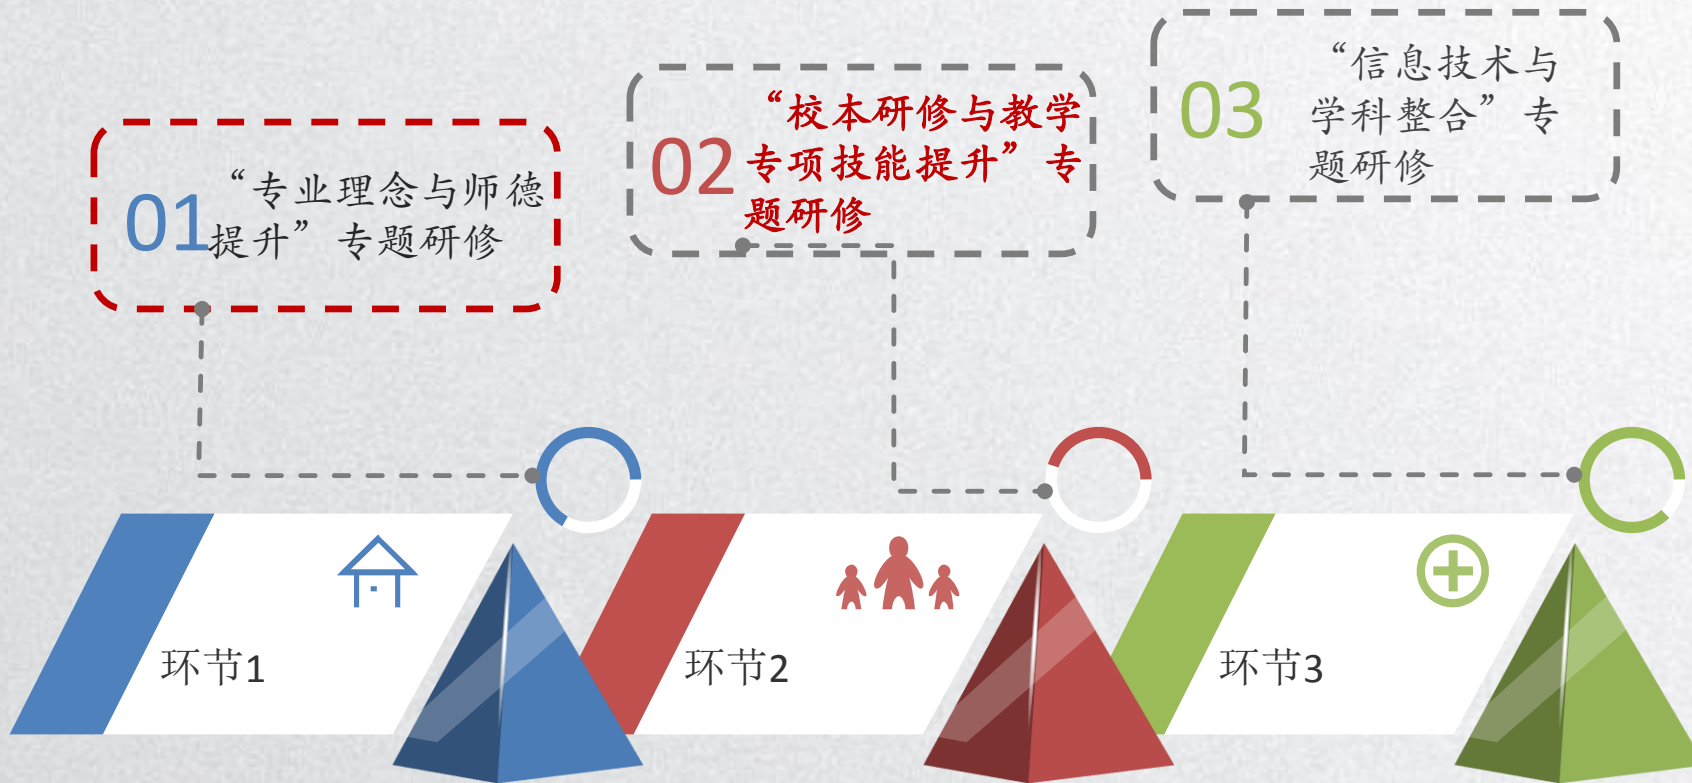 01
“专业理念与师德
提升”专题研修
02
“校本研修与教学
专项技能提升”专
题研修
03
“信息技术与
学科整合”专
题研修
环节1
环节2
环节3